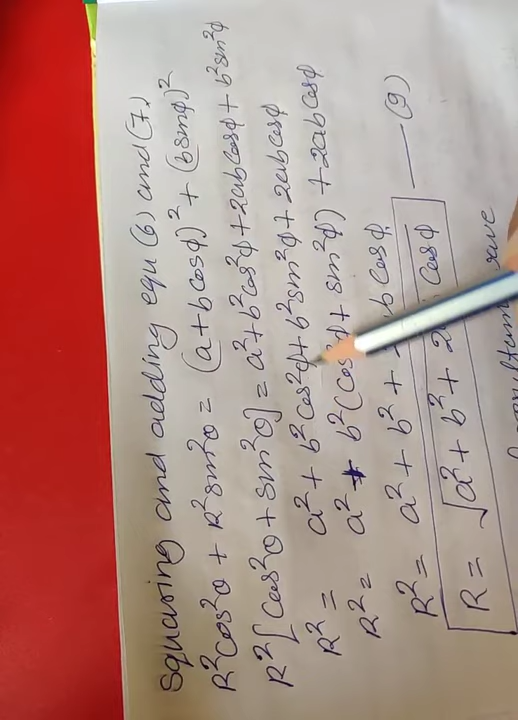 Squaring and adding equ (6) and (7)
R²cos²θ + R²sin²θ = (a + b cosϕ)² + (b sinϕ)²
R²[cos²θ + sin²θ] = a² + b²cos²ϕ + 2ab cosϕ + b²sin²ϕ
R² = a² + b²cos²ϕ + b²sin²ϕ + 2ab cosϕ
R² = a² + b²(cos²ϕ + sin²ϕ) + 2ab cosϕ
R² = a² + b² + b cosϕ — (9)
R = √a² + b² + 2 cosϕ